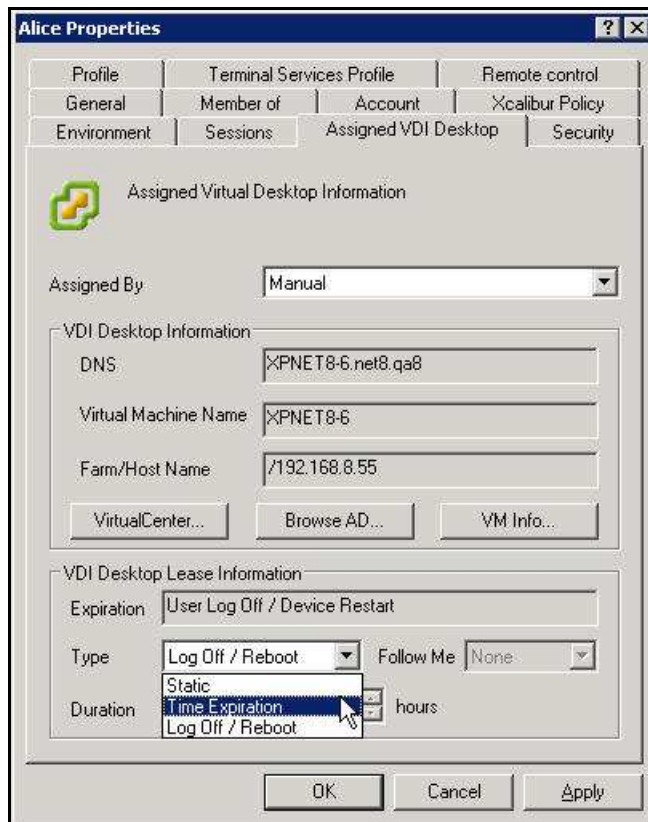 Alice Properties
Profile Terminal Services Profile Remote control
General Member of Account Xcalibur Policy
Environment Sessions Assigned VDI Desktop Security
Assigned Virtual Desktop Information
Assigned By Manual
VDI Desktop Information
DNS XPNET8-6.net8.qa8
Virtual Machine Name XPNET8-6
Farm/Host Name /192.168.8.55
VirtualCenter... Browse AD... VM Info...
VDI Desktop Lease Information
Expiration User Log Off / Device Restart
Type Log Off / Reboot Follow Me None
Static
Duration Time Expiration hours
Log Off / Reboot
OK Cancel Apply